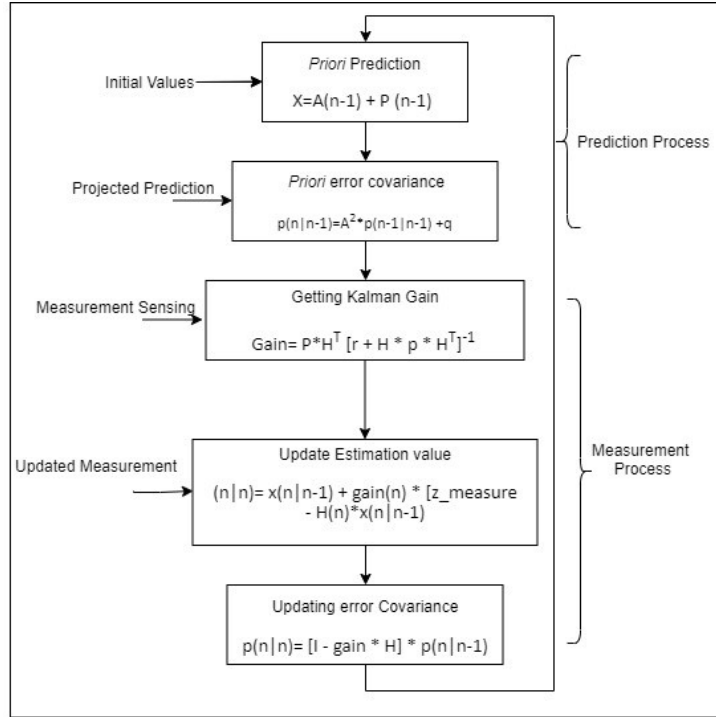 Priori Prediction
X=A(n-1) + P (n-1)
Initial Values
Prediction Process
Priori error covariance
p(n|n-1)=A²*p(n-1|n-1) +q
Projected Prediction
Getting Kalman Gain
Gain= P*Hᵀ [r + H * p * Hᵀ]⁻¹
Measurement Sensing
Update Estimation value
(n|n)= x(n|n-1) + gain(n) * [z_measure
- H(n)*x(n|n-1)
Updated Measurement
Measurement
Process
Updating error Covariance
p(n|n)= [I - gain * H] * p(n|n-1)